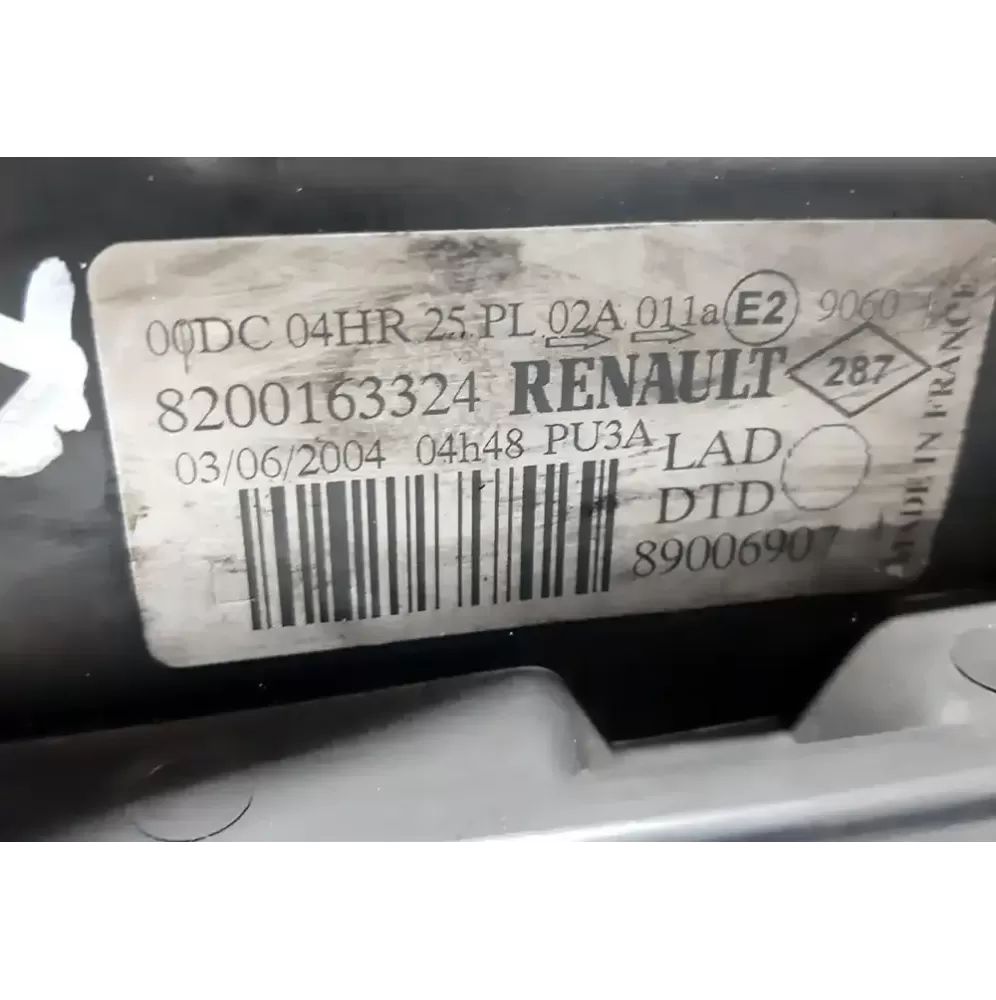 00DC 04HR 25 PL 02A 011a E2 9060
8200163324 RENAULT 287
03/06/2004 04h48 PU3A LAD
DTD
89006907
MADE IN FRANCE